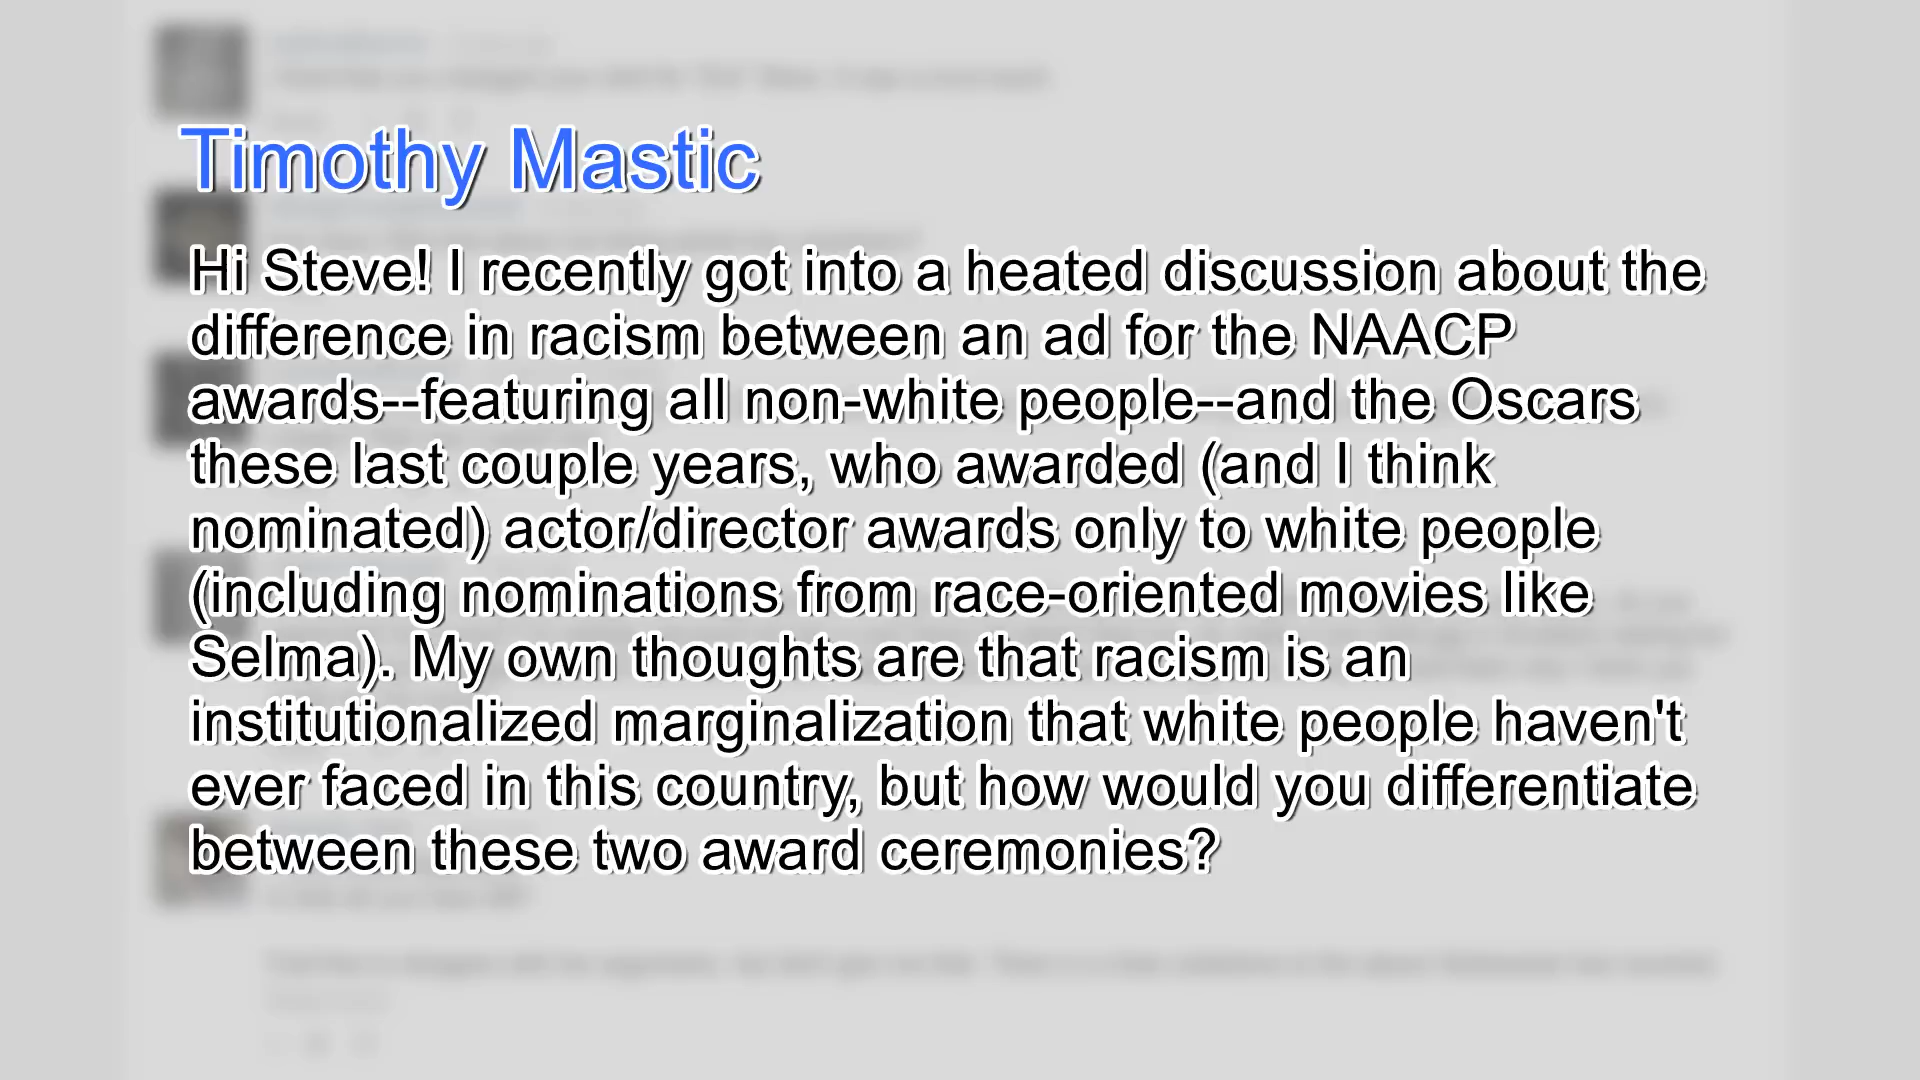 Timothy Mastic
Hi Steve! I recently got into a heated discussion about the
difference in racism between an ad for the NAACP
awards--featuring all non-white people--and the Oscars
these last couple years, who awarded (and I think
nominated) actor/director awards only to white people
(including nominations from race-oriented movies like
Selma). My own thoughts are that racism is an
institutionalized marginalization that white people haven't
ever faced in this country, but how would you differentiate
between these two award ceremonies?